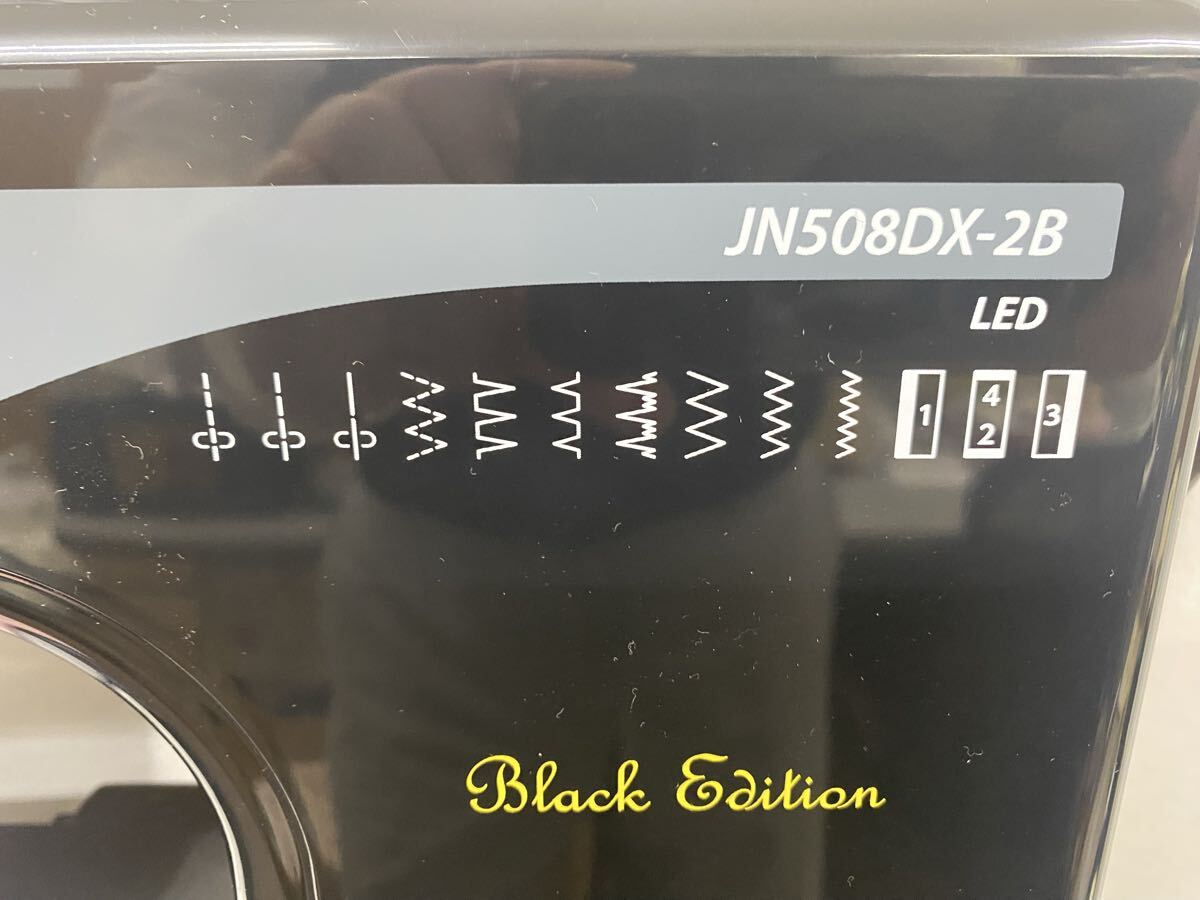 JN508DX-2B
LED
1
4
2
3
Black Edition